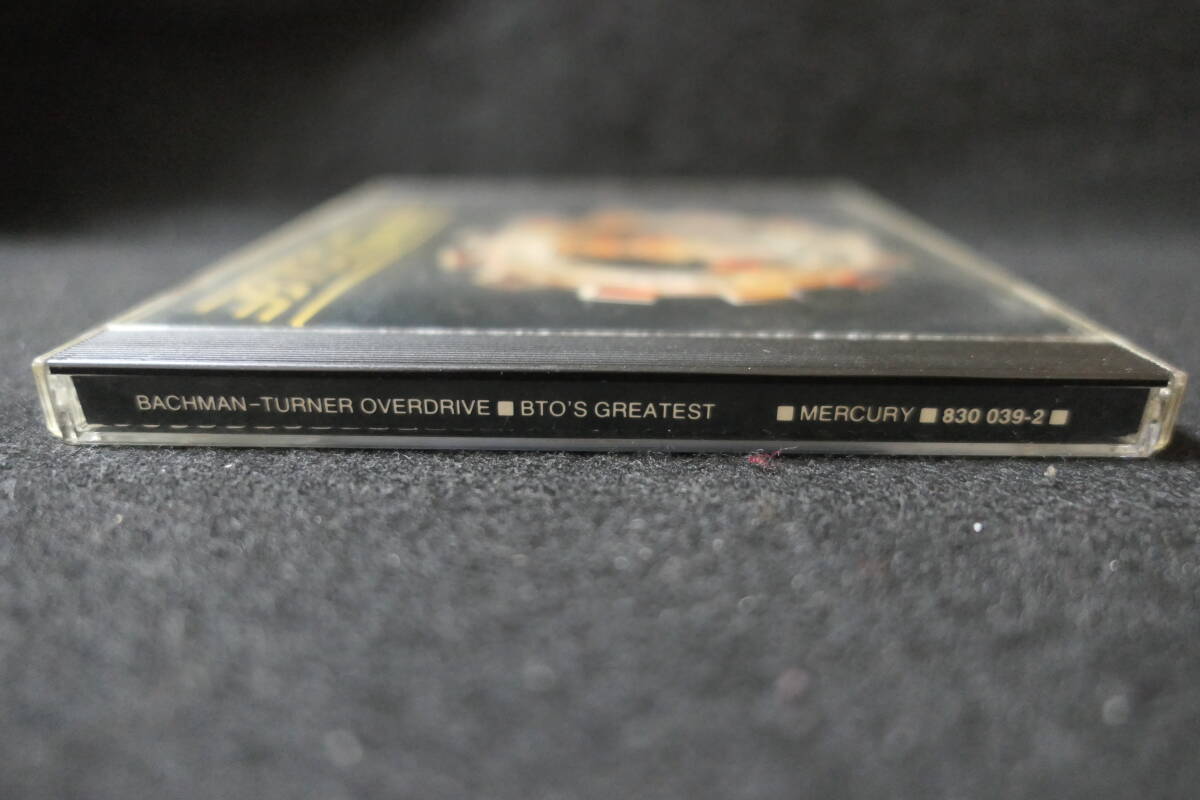 BACHMAN-TURNER OVERDRIVE ■ BTO'S GREATEST ■ MERCURY ■ 830 039-2 ■